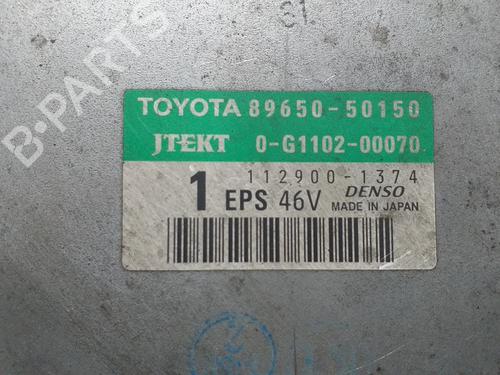 B-PARTS
TOYOTA 89650-50150
JTEKT 0-G1102-00070
112900-1374
1 EPS 46V DENSO
MADE IN JAPAN